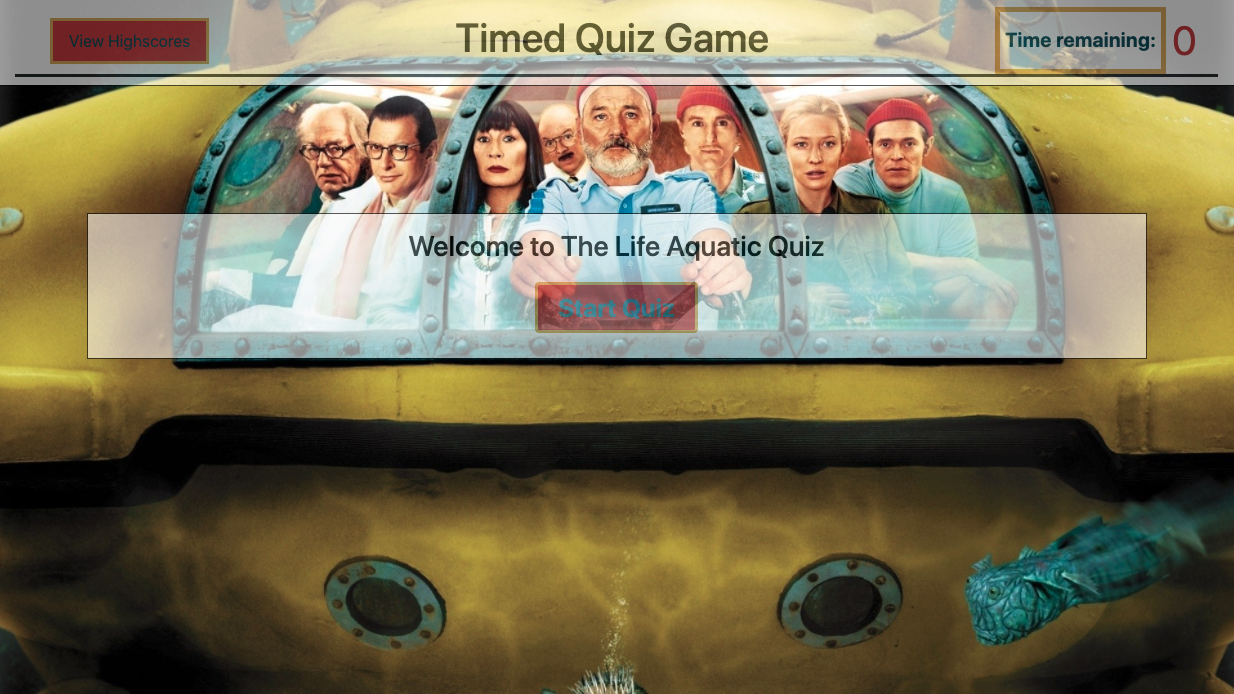 View Highscores
Timed Quiz Game
Time remaining: 0
Welcome to The Life Aquatic Quiz
Start Quiz